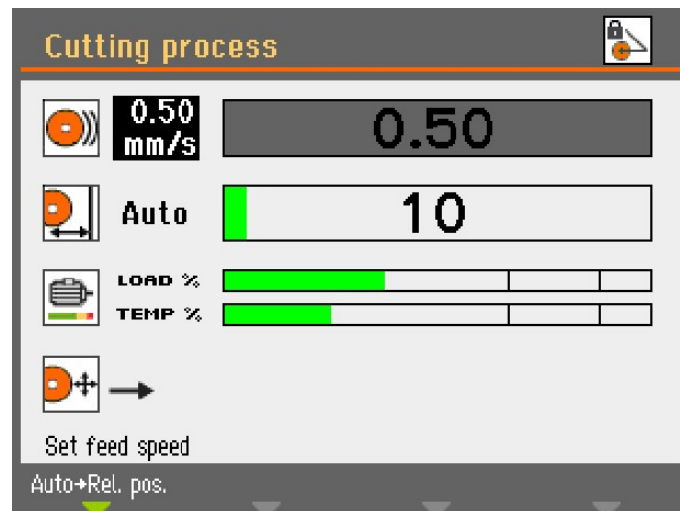 Cutting process
0.50
mm/s
0.50
Auto
10
LOAD %
TEMP %
Set feed speed
Auto→Rel. pos.